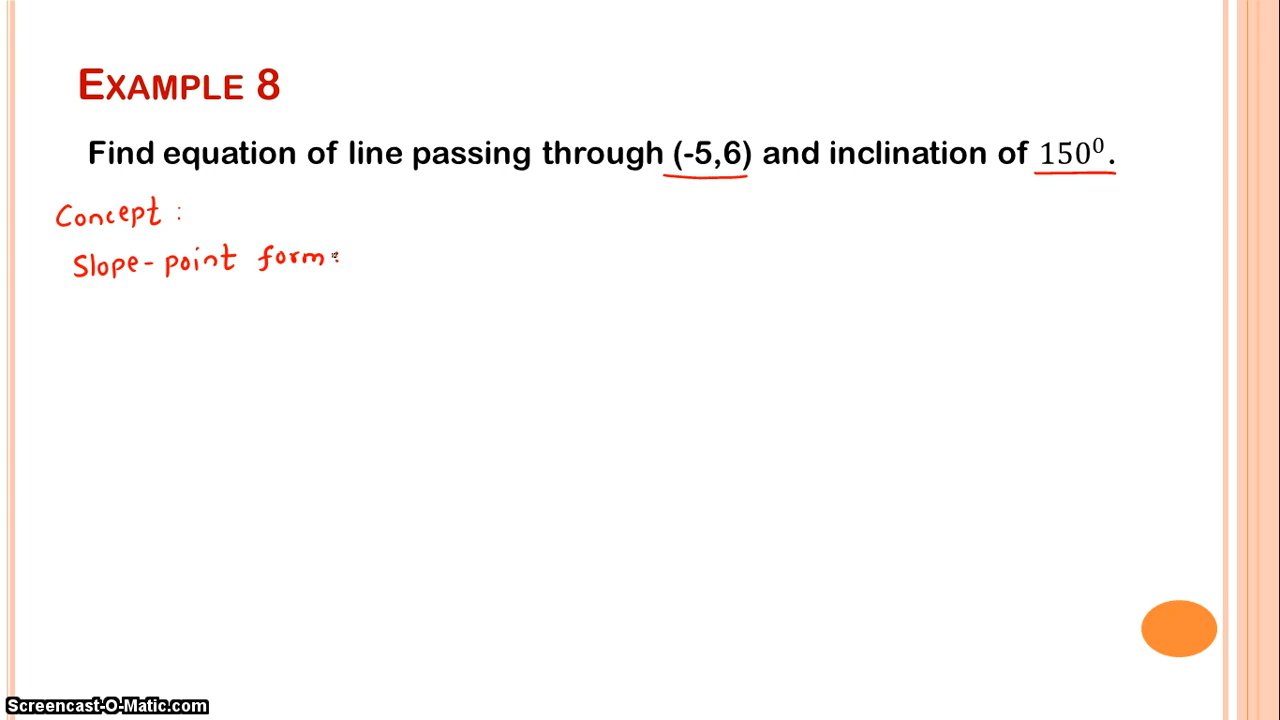 EXAMPLE 8
Find equation of line passing through (-5,6) and inclination of 150⁰.
Concept :
Slope-point form:
Screencast-O-Matic.com